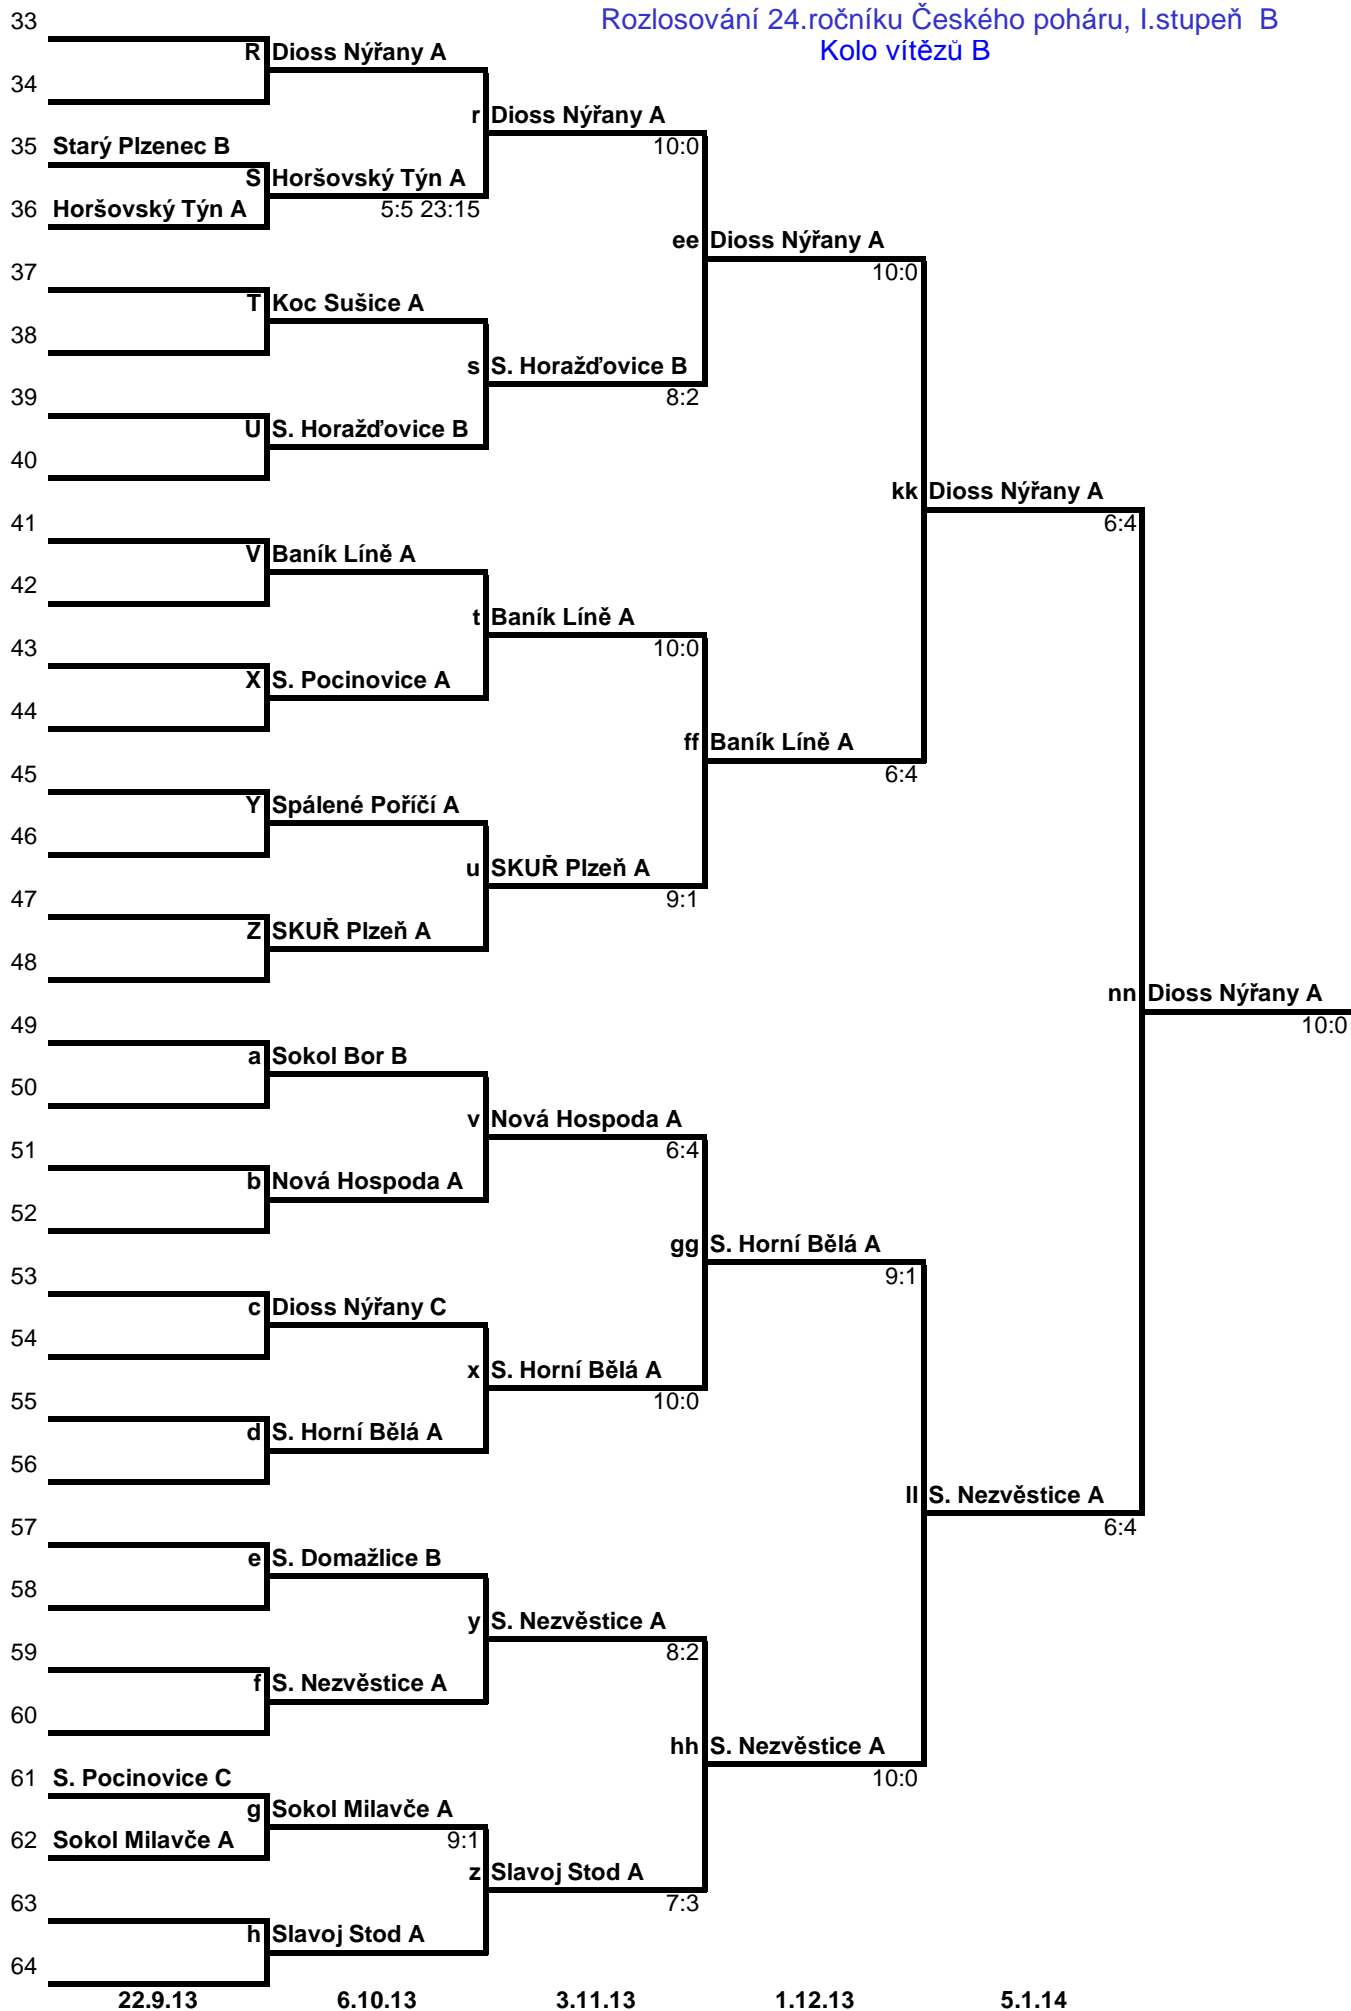 Rozlosování 24.ročníku Českého poháru, I.stupeň  B
Kolo vítězů B
33
R Dioss Nýřany A
34
r Dioss Nýřany A
10:0
35 Starý Plzenec B
S Horšovský Týn A
36 Horšovský Týn A
5:5 23:15
ee Dioss Nýřany A
10:0
37
T Koc Sušice A
38
s S. Horažďovice B
8:2
39
U S. Horažďovice B
40
kk Dioss Nýřany A
6:4
41
V Baník Líně A
42
t Baník Líně A
10:0
43
X S. Pocinovice A
44
ff Baník Líně A
6:4
45
Y Spálené Poříčí A
46
u SKUŘ Plzeň A
9:1
47
Z SKUŘ Plzeň A
48
nn Dioss Nýřany A
10:0
49
a Sokol Bor B
50
v Nová Hospoda A
6:4
51
b Nová Hospoda A
52
gg S. Horní Bělá A
9:1
53
c Dioss Nýřany C
54
x S. Horní Bělá A
10:0
55
d S. Horní Bělá A
56
ll S. Nezvěstice A
6:4
57
e S. Domažlice B
58
y S. Nezvěstice A
8:2
59
f S. Nezvěstice A
60
hh S. Nezvěstice A
10:0
61 S. Pocinovice C
g Sokol Milavče A
62 Sokol Milavče A
9:1
z Slavoj Stod A
7:3
63
h Slavoj Stod A
64
22.9.13 6.10.13 3.11.13 1.12.13 5.1.14